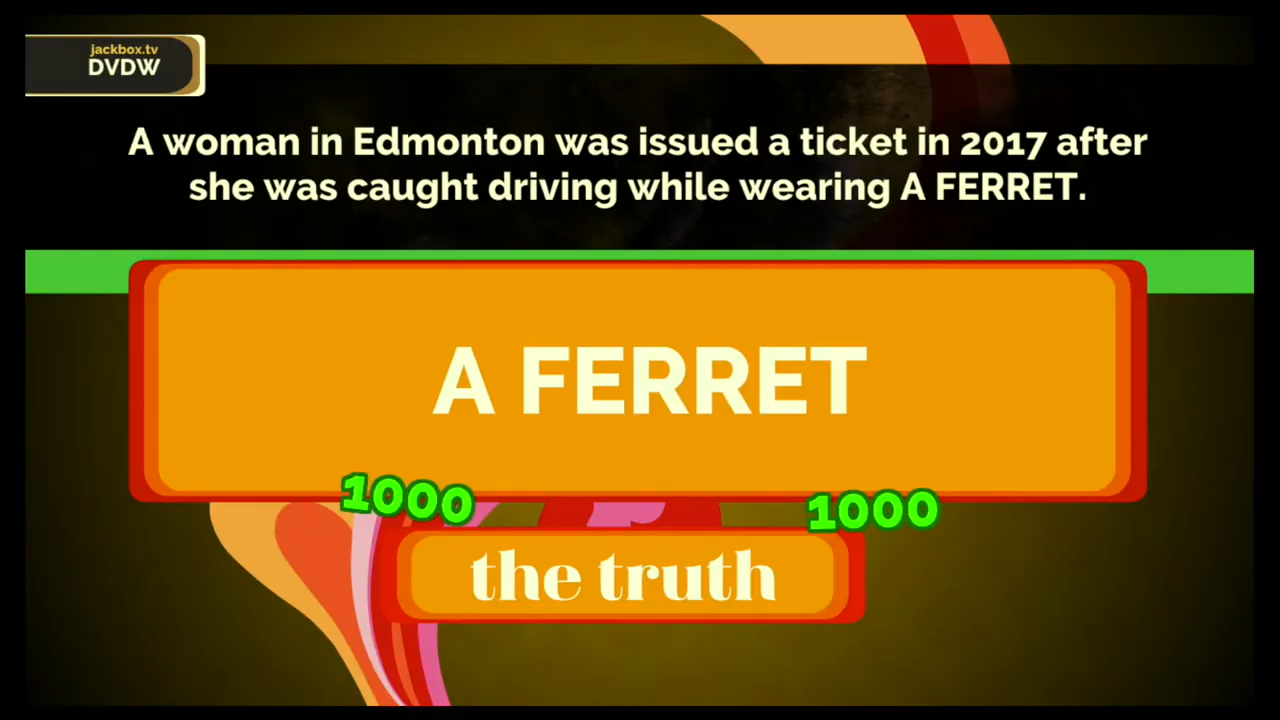 jackbox.tv
DVDW
A woman in Edmonton was issued a ticket in 2017 after
she was caught driving while wearing A FERRET.
A FERRET
1000 1000
the truth